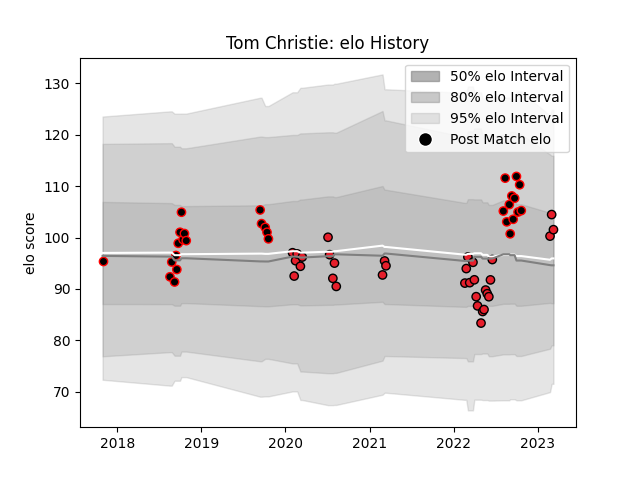 Tom Christie: elo History
130
120
110
100
90
80
70
elo score
50% elo Interval
80% elo Interval
95% elo Interval
Post Match elo
2018 2019 2020 2021 2022 2023